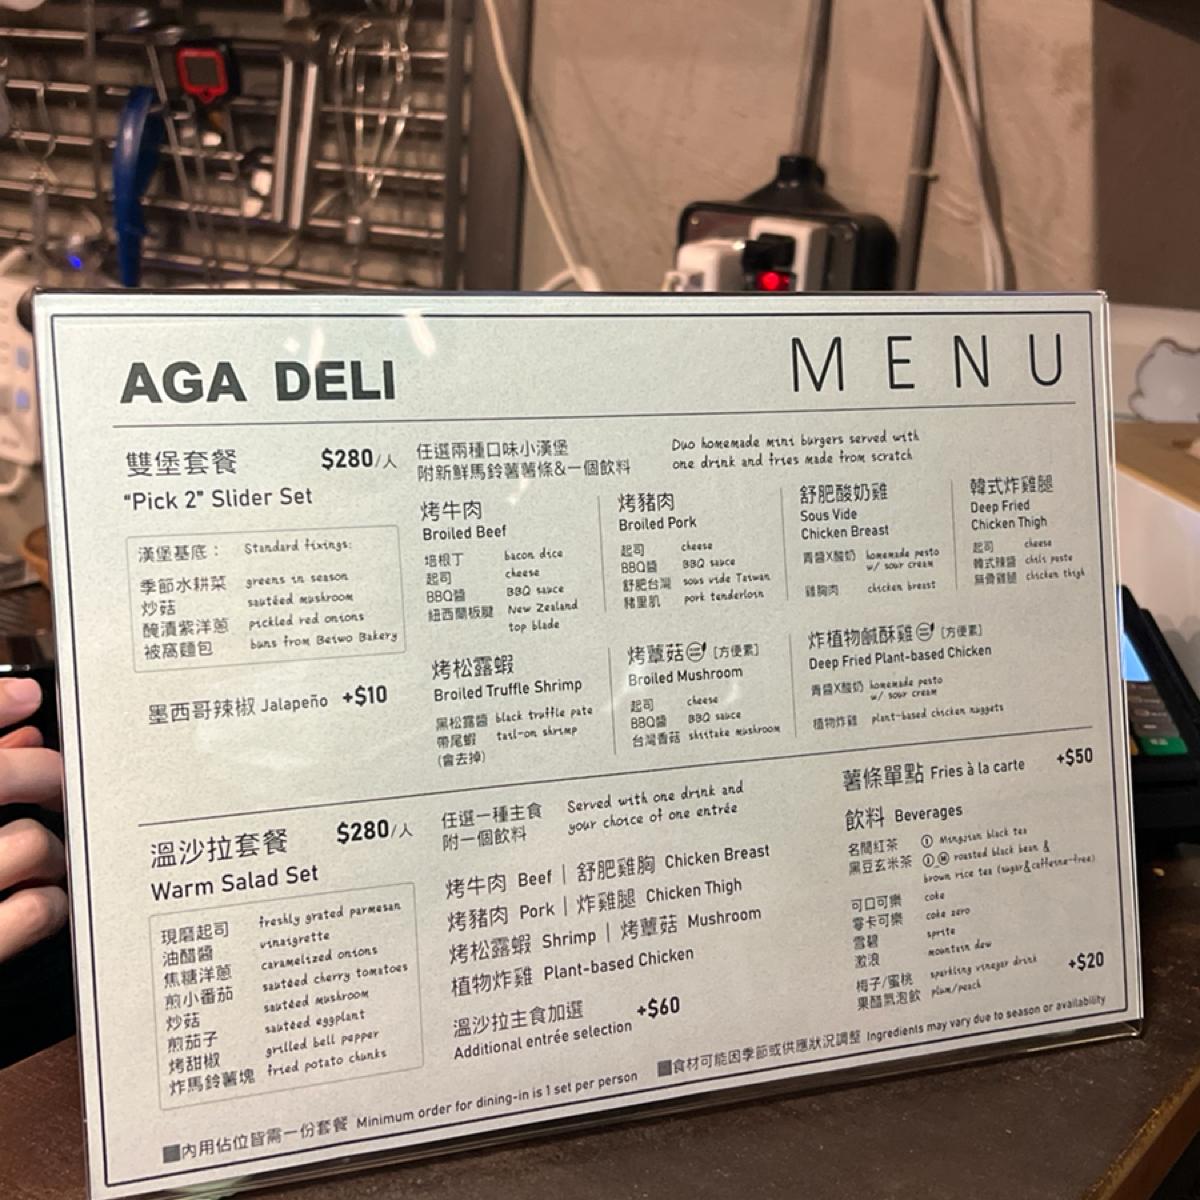 AGA DELI
MENU
雙堡套餐 $280/人
"Pick 2" Slider Set
任選兩種口味小漢堡
附新鮮馬鈴薯薯條&一個飲料
Duo homemade mini burgers served with
one drink and fries made from scratch
漢堡基底： Standard fixings:
季節水耕菜 greens in season
炒菇 sautéed mushroom
醃漬紫洋蔥 pickled red onions
被窩麵包 buns from Beiwo Bakery
墨西哥辣椒 Jalapeño +$10
烤牛肉
Broiled Beef
培根丁 bacon dice
起司 cheese
BBQ醬 BBQ sauce
紐西蘭板腱 New Zealand
top blade
烤豬肉
Broiled Pork
起司 cheese
BBQ醬 BBQ sauce
舒肥台灣 sous vide Taiwan
豬里肌 pork tenderloin
舒肥酸奶雞
Sous Vide
Chicken Breast
青醬X酸奶 homemade pesto
w/ sour cream
雞胸肉 chicken breast
韓式炸雞腿
Deep Fried
Chicken Thigh
起司 cheese
韓式辣醬 chili paste
無骨雞腿 chicken thigh
烤松露蝦
Broiled Truffle Shrimp
黑松露醬 black truffle pate
帶尾蝦 tail-on shrimp
(會去掉)
烤蕈菇 [方便素]
Broiled Mushroom
起司 cheese
BBQ醬 BBQ sauce
台灣香菇 shiitake mushroom
炸植物鹹酥雞 [方便素]
Deep Fried Plant-based Chicken
青醬X酸奶 homemade pesto
w/ sour cream
植物炸雞 plant-based chicken nuggets
溫沙拉套餐 $280/人
Warm Salad Set
任選一種主食
附一個飲料
Served with one drink and
your choice of one entrée
現磨起司 freshly grated parmesan
油醋醬 vinaigrette
焦糖洋蔥 caramelized onions
煎小番茄 sautéed cherry tomatoes
炒菇 sautéed mushroom
煎茄子 sautéed eggplant
烤甜椒 grilled bell pepper
炸馬鈴薯塊 fried potato chunks
烤牛肉 Beef | 舒肥雞胸 Chicken Breast
烤豬肉 Pork | 炸雞腿 Chicken Thigh
烤松露蝦 Shrimp | 烤蕈菇 Mushroom
植物炸雞 Plant-based Chicken
溫沙拉主食加選 +$60
Additional entrée selection
薯條單點 Fries à la carte +$50
飲料 Beverages
名間紅茶 Ⓘ Mingjian black tea
黑豆玄米茶 Ⓘ,Ⓗ roasted black bean &
brown rice tea (sugar&caffeine-free)
可口可樂 coke
零卡可樂 coke zero
雪碧 sprite
激浪 mountain dew
梅子/蜜桃 sparkling vinegar drink +$20
果醋氣泡飲 plum/peach
■內用佔位皆需一份套餐 Minimum order for dining-in is 1 set per person
■食材可能因季節或供應狀況調整 Ingredients may vary due to season or availability